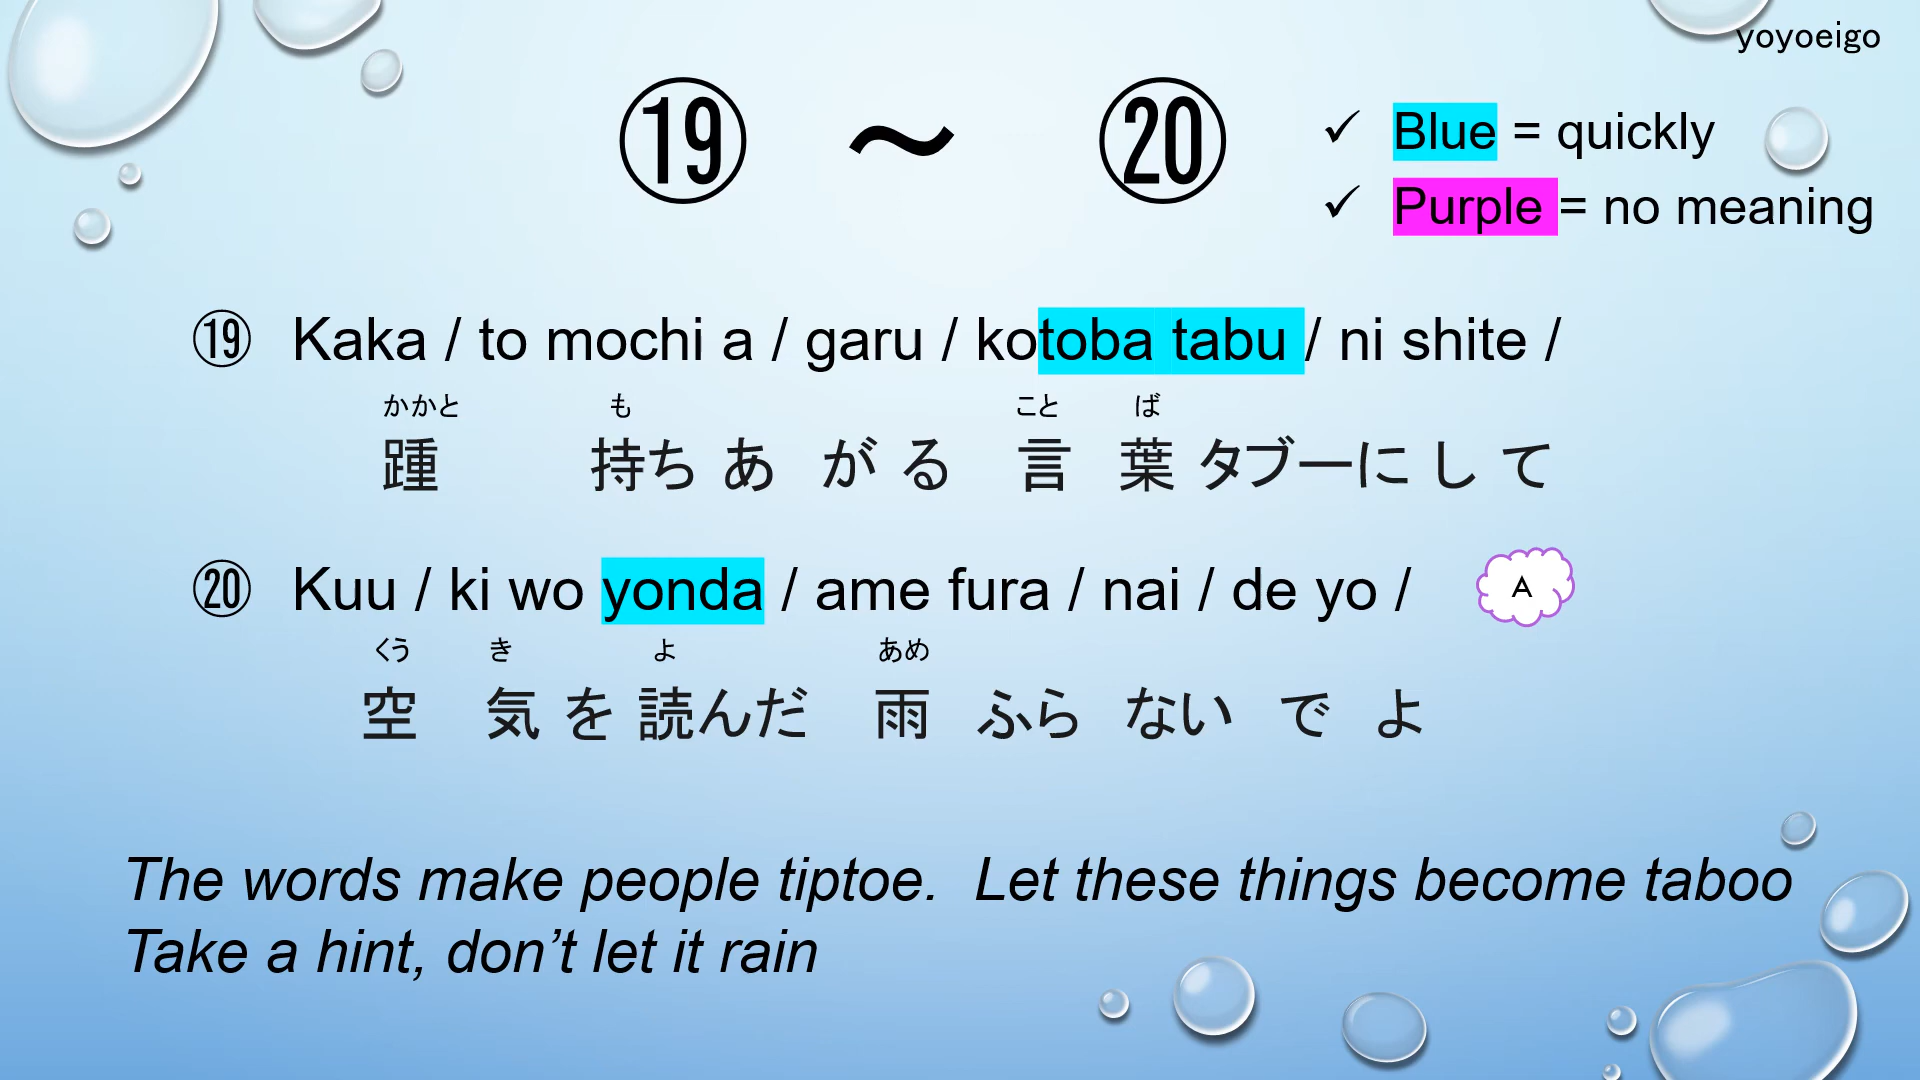 yoyoeigo
⑲ ～ ⑳
✓ Blue = quickly
✓ Purple = no meaning
⑲ Kaka / to mochi a / garu / kotoba tabu / ni shite /
かかと も こと ば
踵 持ち あ が る 言 葉 タブーに し て
⑳ Kuu / ki wo yonda / ame fura / nai / de yo / A
くう き よ あめ
空 気 を 読んだ 雨 ふら ない で よ
The words make people tiptoe. Let these things become taboo
Take a hint, don’t let it rain